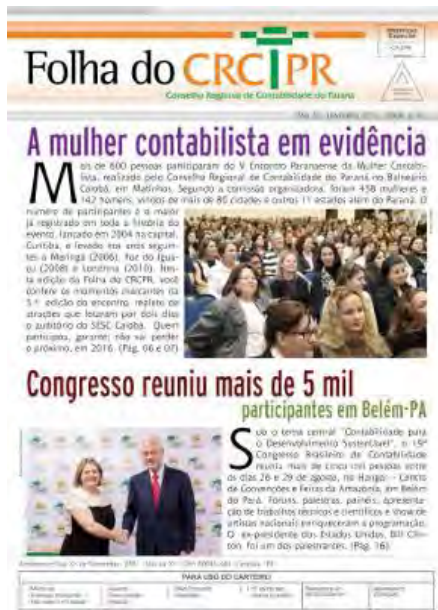 Folha do CRCPR
Conselho Regional de Contabilidade do Paraná
A mulher contabilista em evidência
Mais de 600 pessoas participaram do V Encontro Paranaense da Mulher Contabi-
lista, realizado pelo Conselho Regional de Contabilidade do Paraná no Balneário
Caiobá, em Matinhos. Segundo a comissão organizadora, foram 458 mulheres e
142 homens, vindos de mais de 80 cidades e outros 11 estados além do Paraná. O
número de participantes é o maior
já registrado em toda a história do
evento, lançado em 2004 na capital,
Curitiba, e levado nos anos seguin-
tes a Maringá (2006), Foz do Igua-
çu (2008) e Londrina (2010). Nes-
ta edição da Folha do CRCPR, você
confere os momentos marcantes da
5ª edição do encontro, repleto de
atrações que lotaram por dois dias
o auditório do SESC Caiobá. Quem
participou, garante: não vai perder
o próximo, em 2016. (Pág. 06 e 07)
Congresso reuniu mais de 5 mil
participantes em Belém-PA
Sob o tema central "Contabilidade para
o Desenvolvimento Sustentável", o 19º
Congresso Brasileiro de Contabilidade
reuniu mais de cinco mil pessoas entre
os dias 26 e 29 de agosto, no Hangar - Centro
de Convenções e Feiras da Amazônia, em Belém
do Pará. Fóruns, palestras, painéis, apresenta-
ção de trabalhos técnicos e científicos e show de
artistas nacionais enriqueceram a programação.
O ex-presidente dos Estados Unidos, Bill Clin-
ton, foi um dos palestrantes. (Pág. 16)
PARA USO DO CARTEIRO